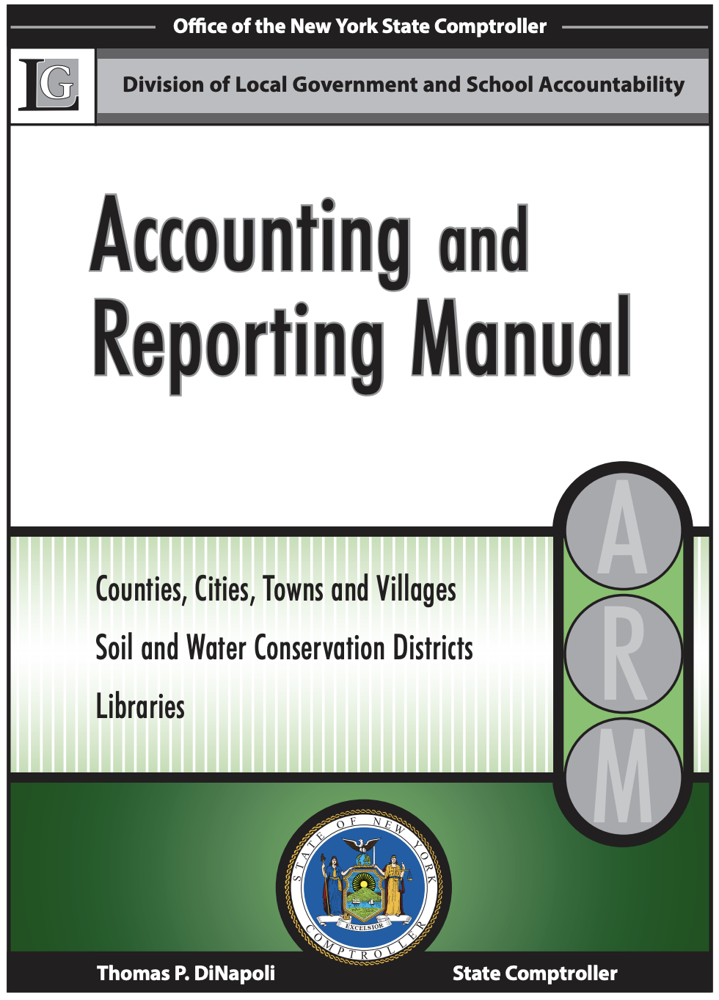 Office of the New York State Comptroller
LG
Division of Local Government and School Accountability
Accounting and
Reporting Manual
A
R
M
Counties, Cities, Towns and Villages
Soil and Water Conservation Districts
Libraries
STATE OF NEW YORK
EXCELSIOR
COMPTROLLER
Thomas P. DiNapoli
State Comptroller